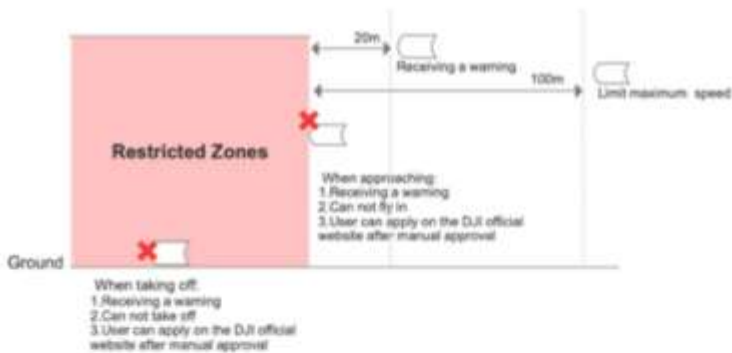 20m
Receiving a warning
100m
Limit maximum speed
Restricted Zones
When approaching:
1.Receiving a warning
2.Can not fly in
3.User can apply on the DJI official
website after manual approval
Ground
When taking off:
1.Receiving a warning
2.Can not take off
3.User can apply on the DJI official
website after manual approval